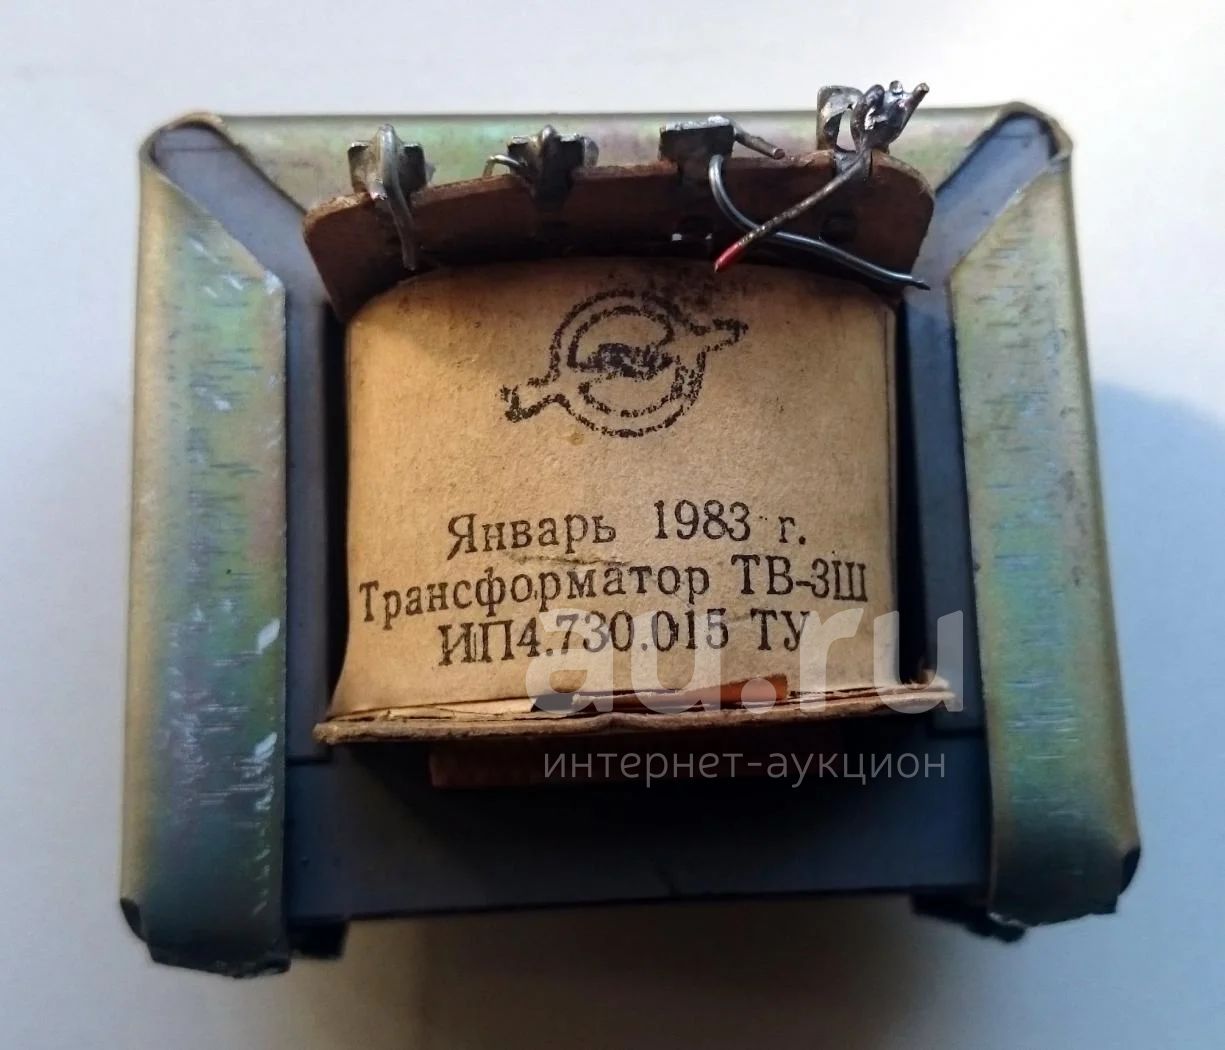 Январь 1983 г.
Трансформатор ТВ-3Ш
ИП4.730.015 ТУ
au.ru
интернет-аукцион